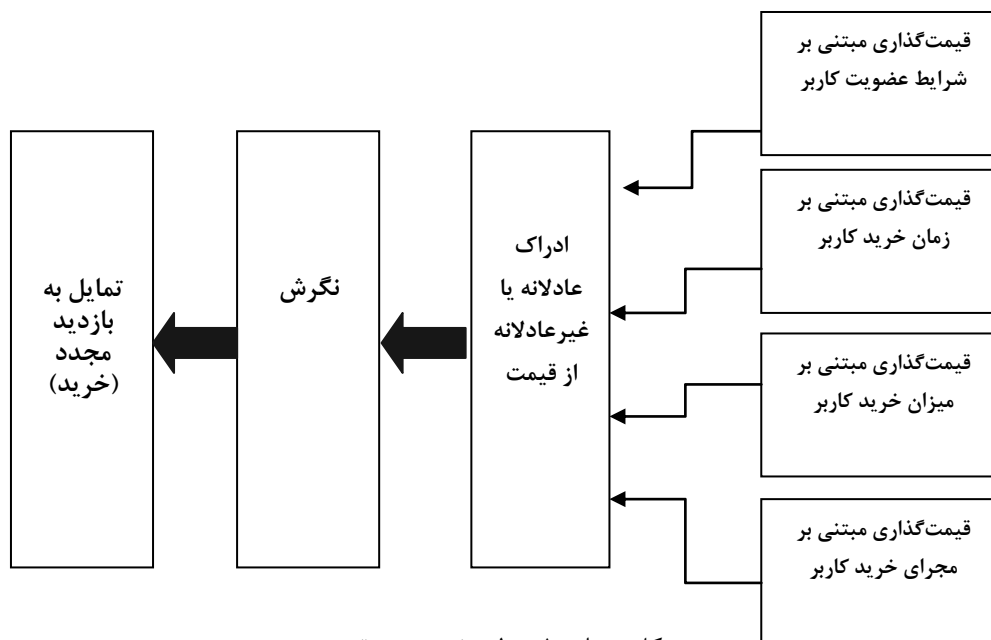 قیمت‌گذاری مبتنی بر
شرایط عضویت کاربر
قیمت‌گذاری مبتنی بر
زمان خرید کاربر
قیمت‌گذاری مبتنی بر
میزان خرید کاربر
قیمت‌گذاری مبتنی بر
مجرای خرید کاربر
ادراک
عادلانه یا
غیرعادلانه
از قیمت
نگرش
تمایل به
بازدید
مجدد
(خرید)